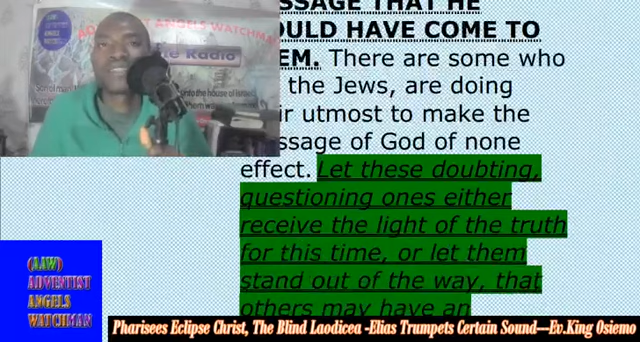 SSAGE THAT HE
OULD HAVE COME TO
EM. There are some who
the Jews, are doing
ir utmost to make the
ssage of God of none
effect. Let these doubting,
questioning ones either
receive the light of the truth
for this time, or let them
stand out of the way, that
others may have an
e Radio
(AAW)
ADVENTIST
ANGELS
WATCHMAN
Pharisees Eclipse Christ, The Blind Laodicea -Elias Trumpets Certain Sound---Ev.King Osiemo